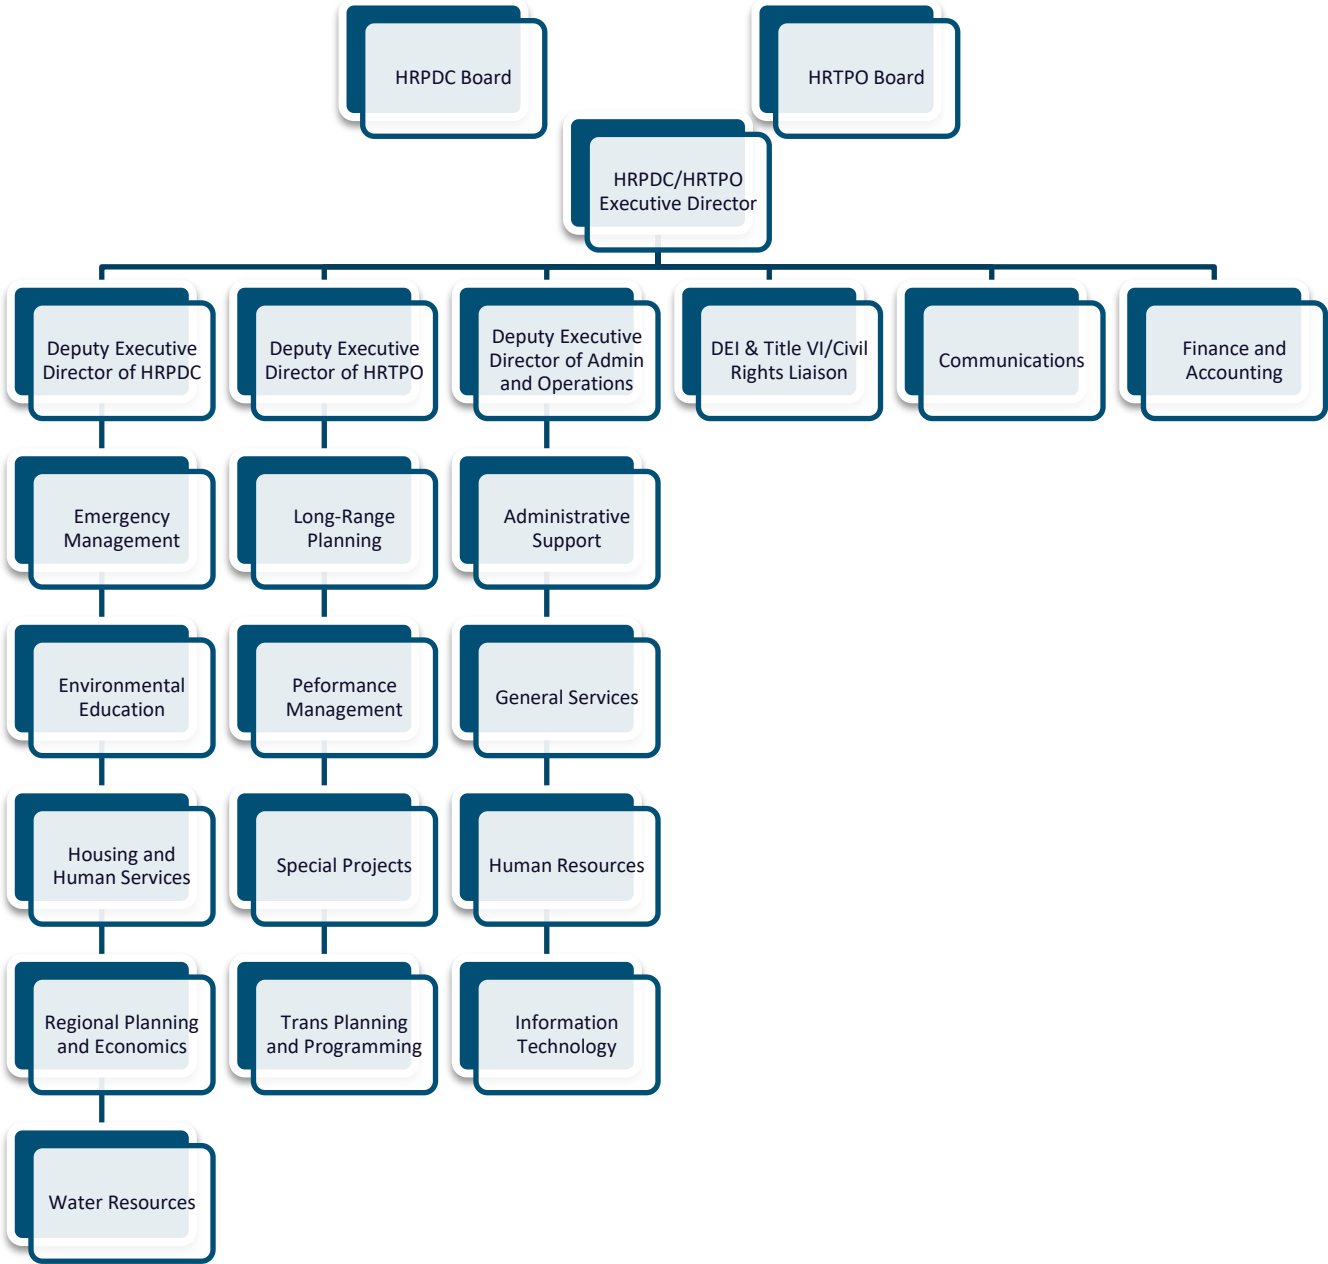 HRPDC Board
HRTPO Board
HRPDC/HRTPO
Executive Director
Deputy Executive
Director of HRPDC
Deputy Executive
Director of HRTPO
Deputy Executive
Director of Admin
and Operations
DEI & Title VI/Civil
Rights Liaison
Communications
Finance and
Accounting
Emergency
Management
Long-Range
Planning
Administrative
Support
Environmental
Education
Peformance
Management
General Services
Housing and
Human Services
Special Projects
Human Resources
Regional Planning
and Economics
Trans Planning
and Programming
Information
Technology
Water Resources